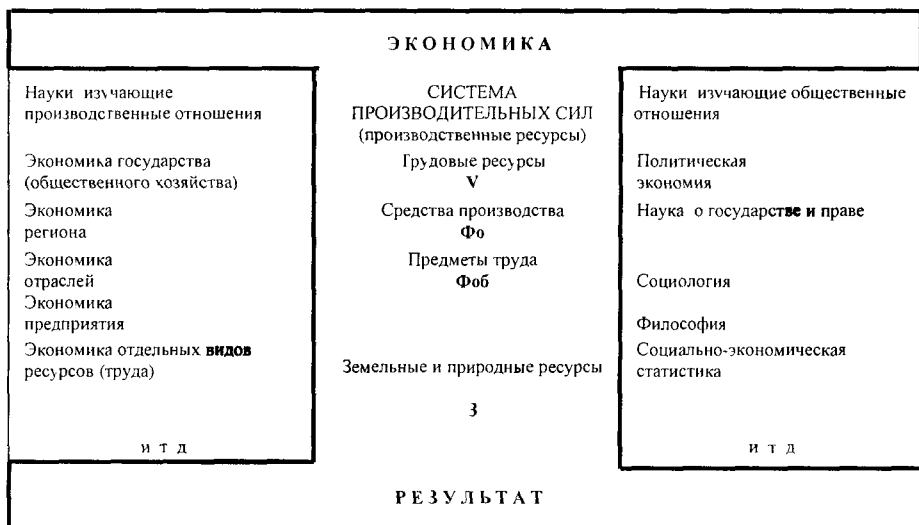 ЭКОНОМИКА
Науки изучающие
производственные отношения
Экономика государства
(общественного хозяйства)
Экономика
региона
Экономика
отраслей
Экономика
предприятия
Экономика отдельных видов
ресурсов (труда)
и т д
СИСТЕМА
ПРОИЗВОДИТЕЛЬНЫХ СИЛ
(производственные ресурсы)
Трудовые ресурсы
V
Средства производства
Фо
Предметы труда
Фоб
Земельные и природные ресурсы
З
Науки изучающие общественные
отношения
Политическая
экономия
Наука о государстве и праве
Социология
Философия
Социально-экономическая
статистика
и т д
РЕЗУЛЬТАТ